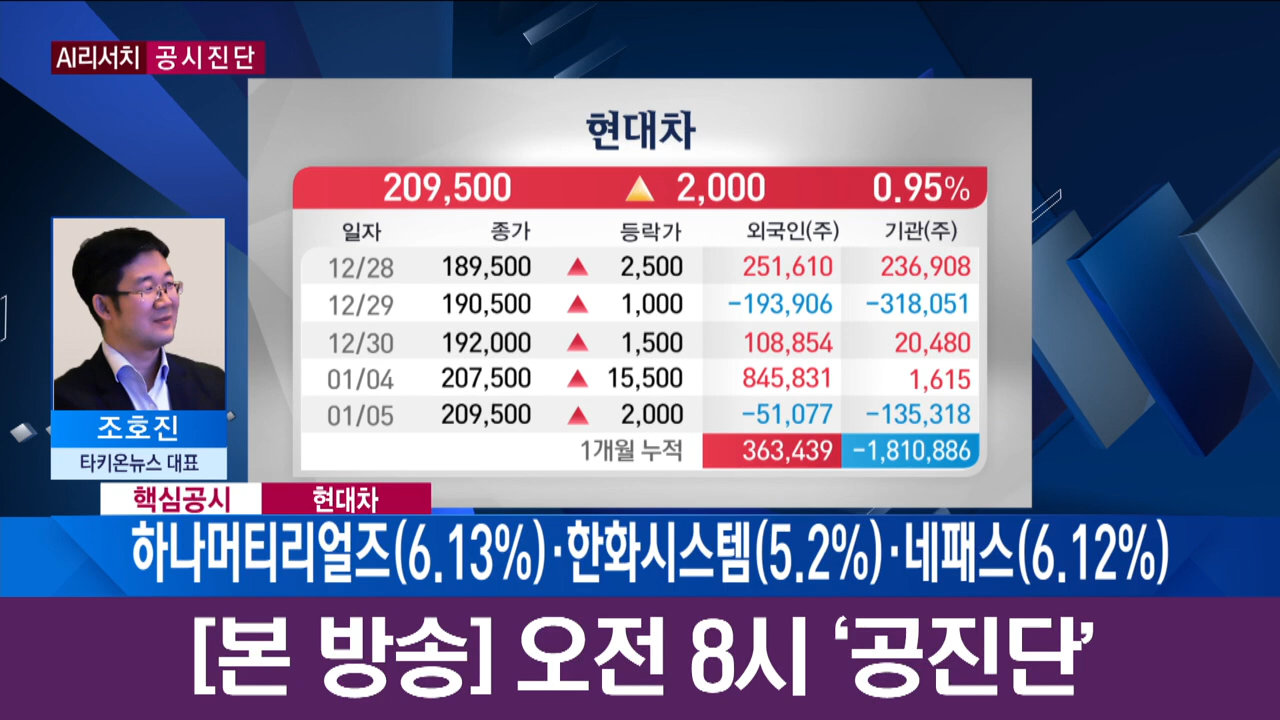 AI리서치 공시진단
현대차
209,500 ▲ 2,000 0.95%
일자 종가 등락가 외국인(주) 기관(주)
12/28 189,500 ▲ 2,500 251,610 236,908
12/29 190,500 ▲ 1,000 -193,906 -318,051
12/30 192,000 ▲ 1,500 108,854 20,480
01/04 207,500 ▲ 15,500 845,831 1,615
01/05 209,500 ▲ 2,000 -51,077 -135,318
1개월 누적 363,439 -1,810,886
조호진
타키온뉴스 대표
핵심공시 현대차
하나머티리얼즈(6.13%)·한화시스템(5.2%)·네패스(6.12%)
[본 방송] 오전 8시 ‘공진단’